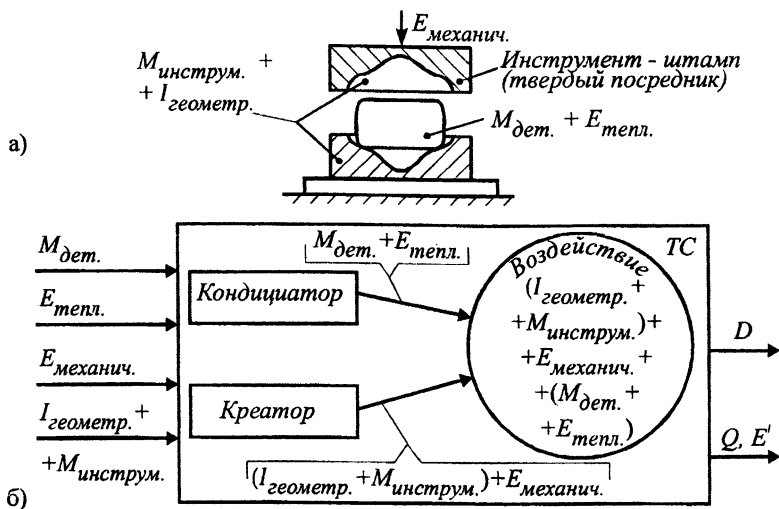 а)
E механич.
M инструм. +
+ I геометр.
Инструмент - штамп
(твердый посредник)
M дет. + E тепл.
б)
M дет.
E тепл.
E механич.
I геометр. +
+M инструм.
M дет. +E тепл.
Кондициатор
Креатор
(I геометр. +M инструм.)+E механич.
Воздействие
(I геометр. +
+M инструм.) +
+E механич. +
+(M дет. +
+E тепл.)
ТС
D
Q, E'